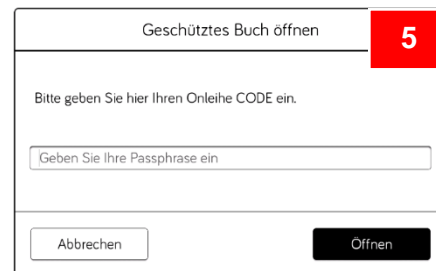 Geschütztes Buch öffnen
5
Bitte geben Sie hier Ihren Onleihe CODE ein.
Geben Sie Ihre Passphrase ein
Abbrechen
Öffnen